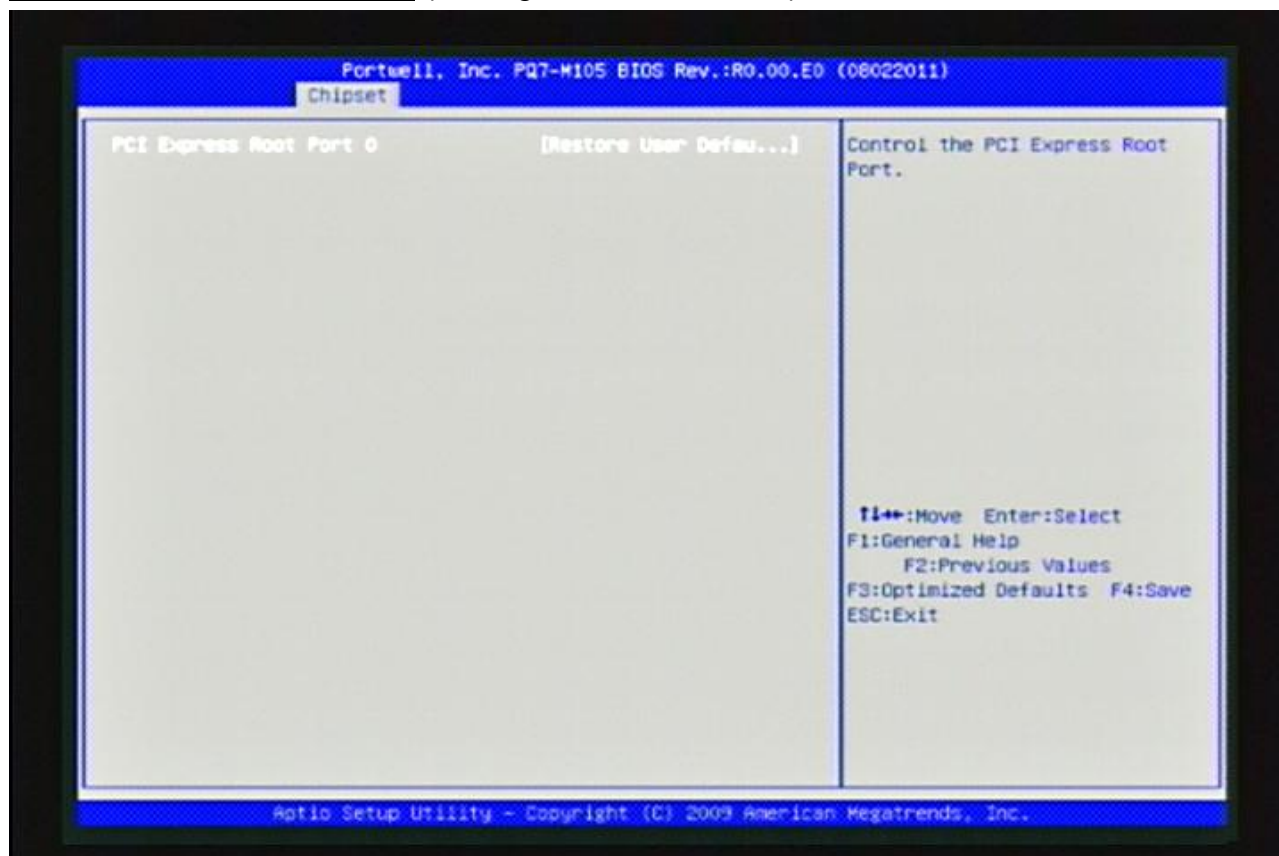 Portwell, Inc. PQ7-M105 BIOS Rev.:R0.00.E0 (08022011)
Chipset
PCI Express Root Port 0 [Restore User Defau...]
Control the PCI Express Root
Port.
↑↓→←:Move Enter:Select
F1:General Help
F2:Previous Values
F3:Optimized Defaults F4:Save
ESC:Exit
Aptio Setup Utility - Copyright (C) 2009 American Megatrends, Inc.